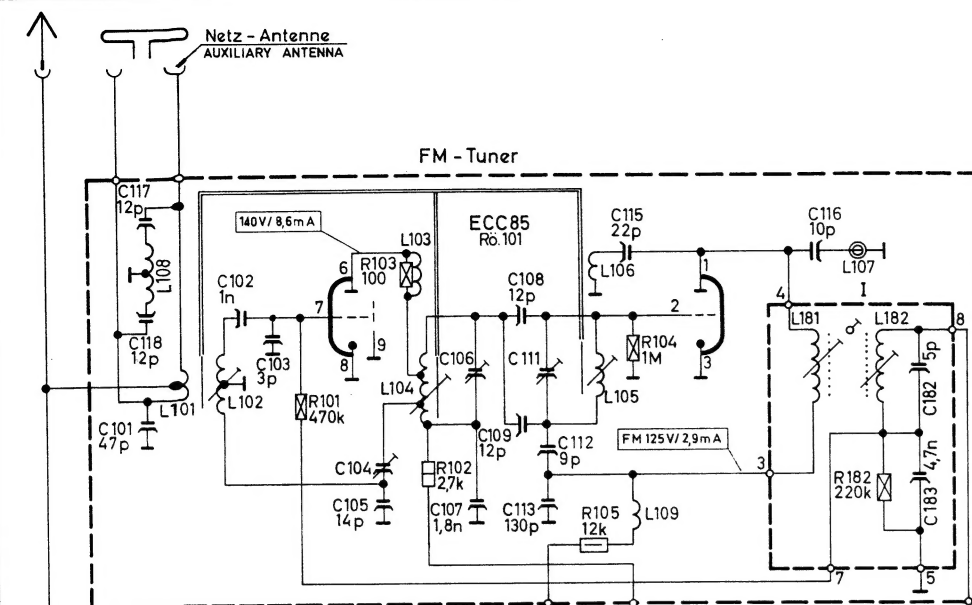 Netz - Antenne
AUXILIARY ANTENNA
FM - Tuner
C117
12p
L108
C118
12p
L101
C101
47p
140V/8,6mA
C102
1n
C103
3p
L102
R101
470k
6
7
8
9
L103
R103
100
L104
C104
C105
14p
R102
2,7k
C106
C107
1,8n
ECC85
Rö.101
C108
12p
C109
12p
C111
C112
9p
C113
130p
L105
R105
12k
L109
C115
22p
L106
R104
1M
1
2
3
FM 125V/2,9mA
C116
10p
L107
I
4
L181
L182
8
5p
C182
4,7n
C183
R182
220k
3
7
5